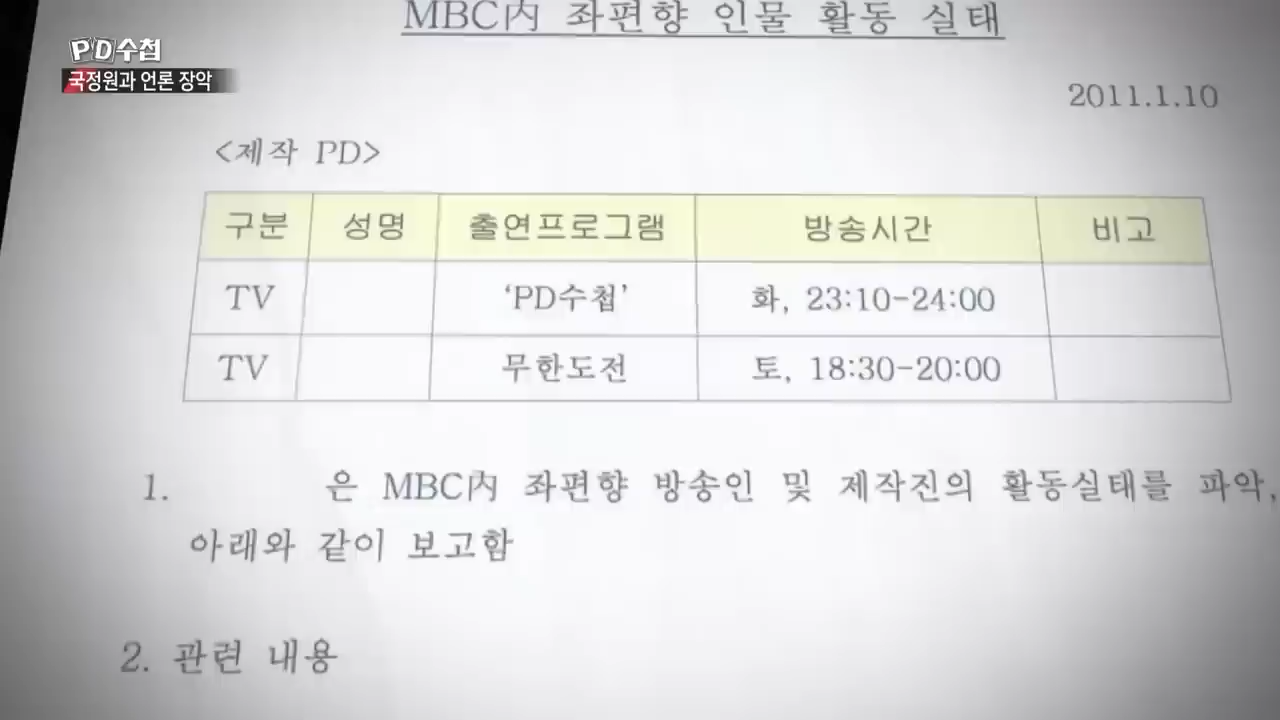 MBC內 좌편향 인물 활동 실태
PD수첩
국정원과 언론 장악
2011.1.10
<제작 PD>
구분 성명 출연프로그램 방송시간 비고
TV ‘PD수첩’ 화, 23:10-24:00
TV 무한도전 토, 18:30-20:00
1. 은 MBC內 좌편향 방송인 및 제작진의 활동실태를 파악,
아래와 같이 보고함
2. 관련 내용